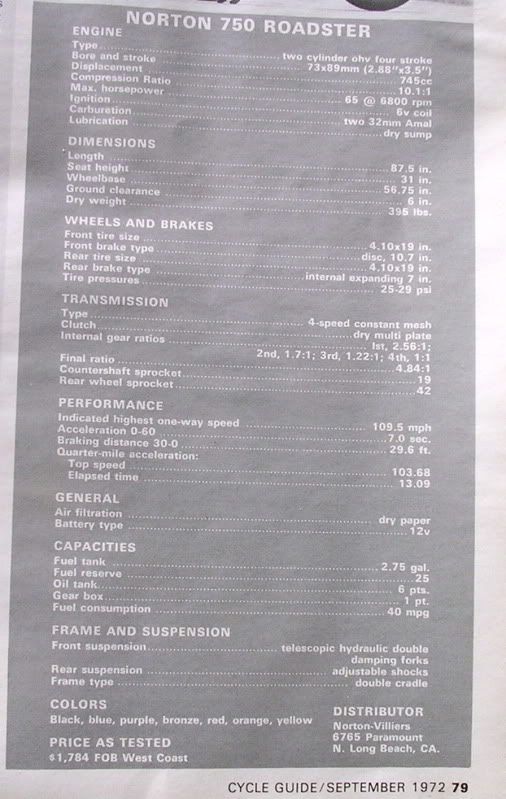 NORTON 750 ROADSTER
ENGINE
Type two cylinder ohv four stroke
Bore and stroke 73x89mm (2.88"x3.5")
Displacement 745cc
Compression Ratio 10.1:1
Max. horsepower 65 @ 6800 rpm
Ignition 6v coil
Carburetion two 32mm Amal
Lubrication dry sump
DIMENSIONS
Length 87.5 in.
Seat height 31 in.
Wheelbase 56.75 in.
Ground clearance 6 in.
Dry weight 395 lbs.
WHEELS AND BRAKES
Front tire size 4.10x19 in.
Front brake type disc, 10.7 in.
Rear tire size 4.10x19 in.
Rear brake type internal expanding 7 in.
Tire pressures 25-29 psi
TRANSMISSION
Type 4-speed constant mesh
Clutch dry multi plate
Internal gear ratios Ist, 2.56:1;
2nd, 1.7:1; 3rd, 1.22:1; 4th, 1:1
Final ratio 4.84:1
Countershaft sprocket 19
Rear wheel sprocket 42
PERFORMANCE
Indicated highest one-way speed 109.5 mph
Acceleration 0-60 7.0 sec.
Braking distance 30-0 29.6 ft.
Quarter-mile acceleration:
Top speed 103.68
Elapsed time 13.09
GENERAL
Air filtration dry paper
Battery type 12v
CAPACITIES
Fuel tank 2.75 gal.
Fuel reserve 25
Oil tank 6 pts.
Gear box 1 pt.
Fuel consumption 40 mpg
FRAME AND SUSPENSION
Front suspension telescopic hydraulic double
damping forks
Rear suspension adjustable shocks
Frame type double cradle
COLORS
Black, blue, purple, bronze, red, orange, yellow
PRICE AS TESTED
$1,784 FOB West Coast
DISTRIBUTOR
Norton-Villiers
6765 Paramount
N. Long Beach, CA.
CYCLE GUIDE/SEPTEMBER 1972 79